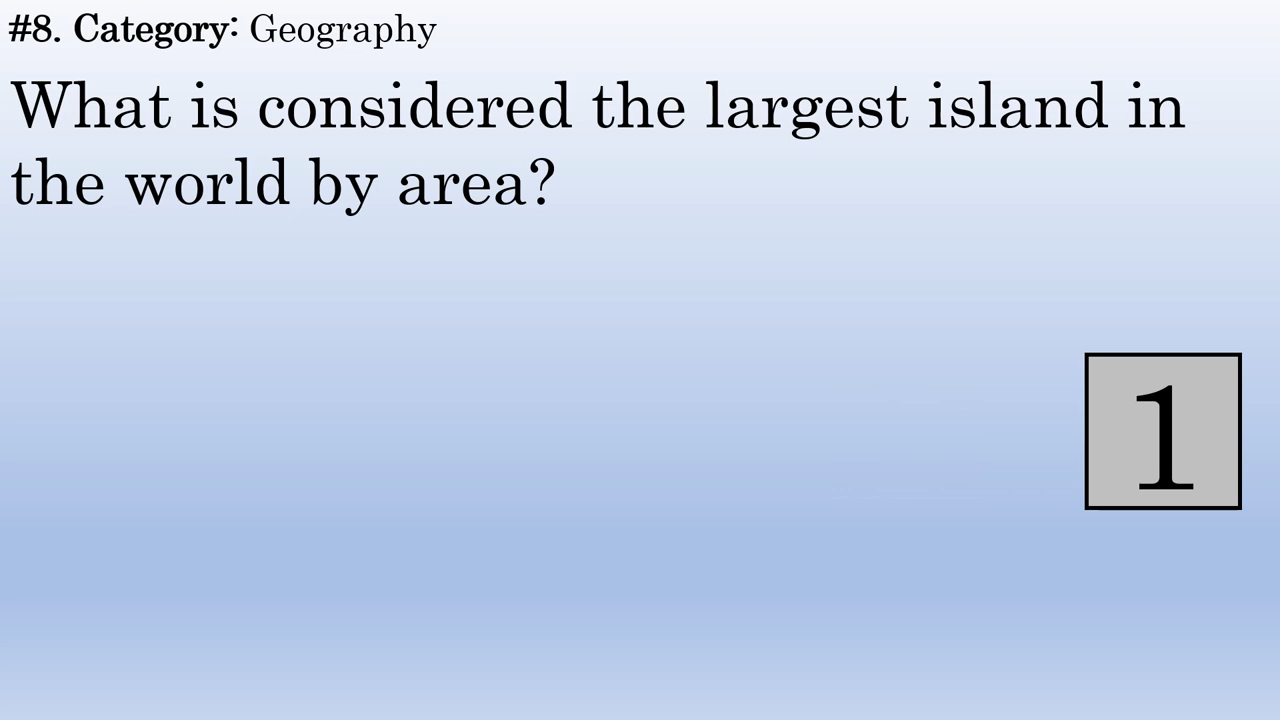 #8. Category: Geography
What is considered the largest island in
the world by area?
1